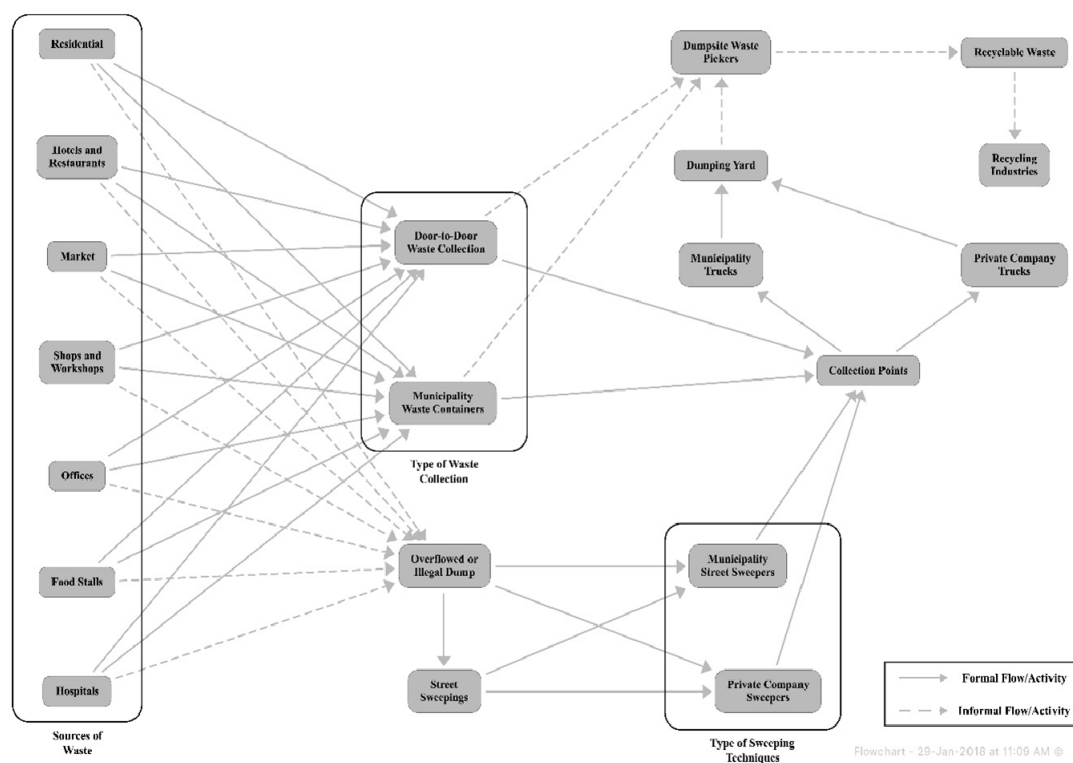 Residential
Hotels and
Restaurants
Market
Shops and
Workshops
Offices
Food Stalls
Hospitals
Sources of
Waste
Door-to-Door
Waste Collection
Municipality
Waste Containers
Type of Waste
Collection
Overflowed or
Illegal Dump
Street
Sweepings
Dumpsite Waste
Pickers
Recyclable Waste
Dumping Yard
Recycling
Industries
Municipality
Trucks
Private Company
Trucks
Collection Points
Municipality
Street Sweepers
Private Company
Sweepers
Type of Sweeping
Techniques
Formal Flow/Activity
Informal Flow/Activity
Flowchart - 29-Jan-2018 at 11:09 AM ©